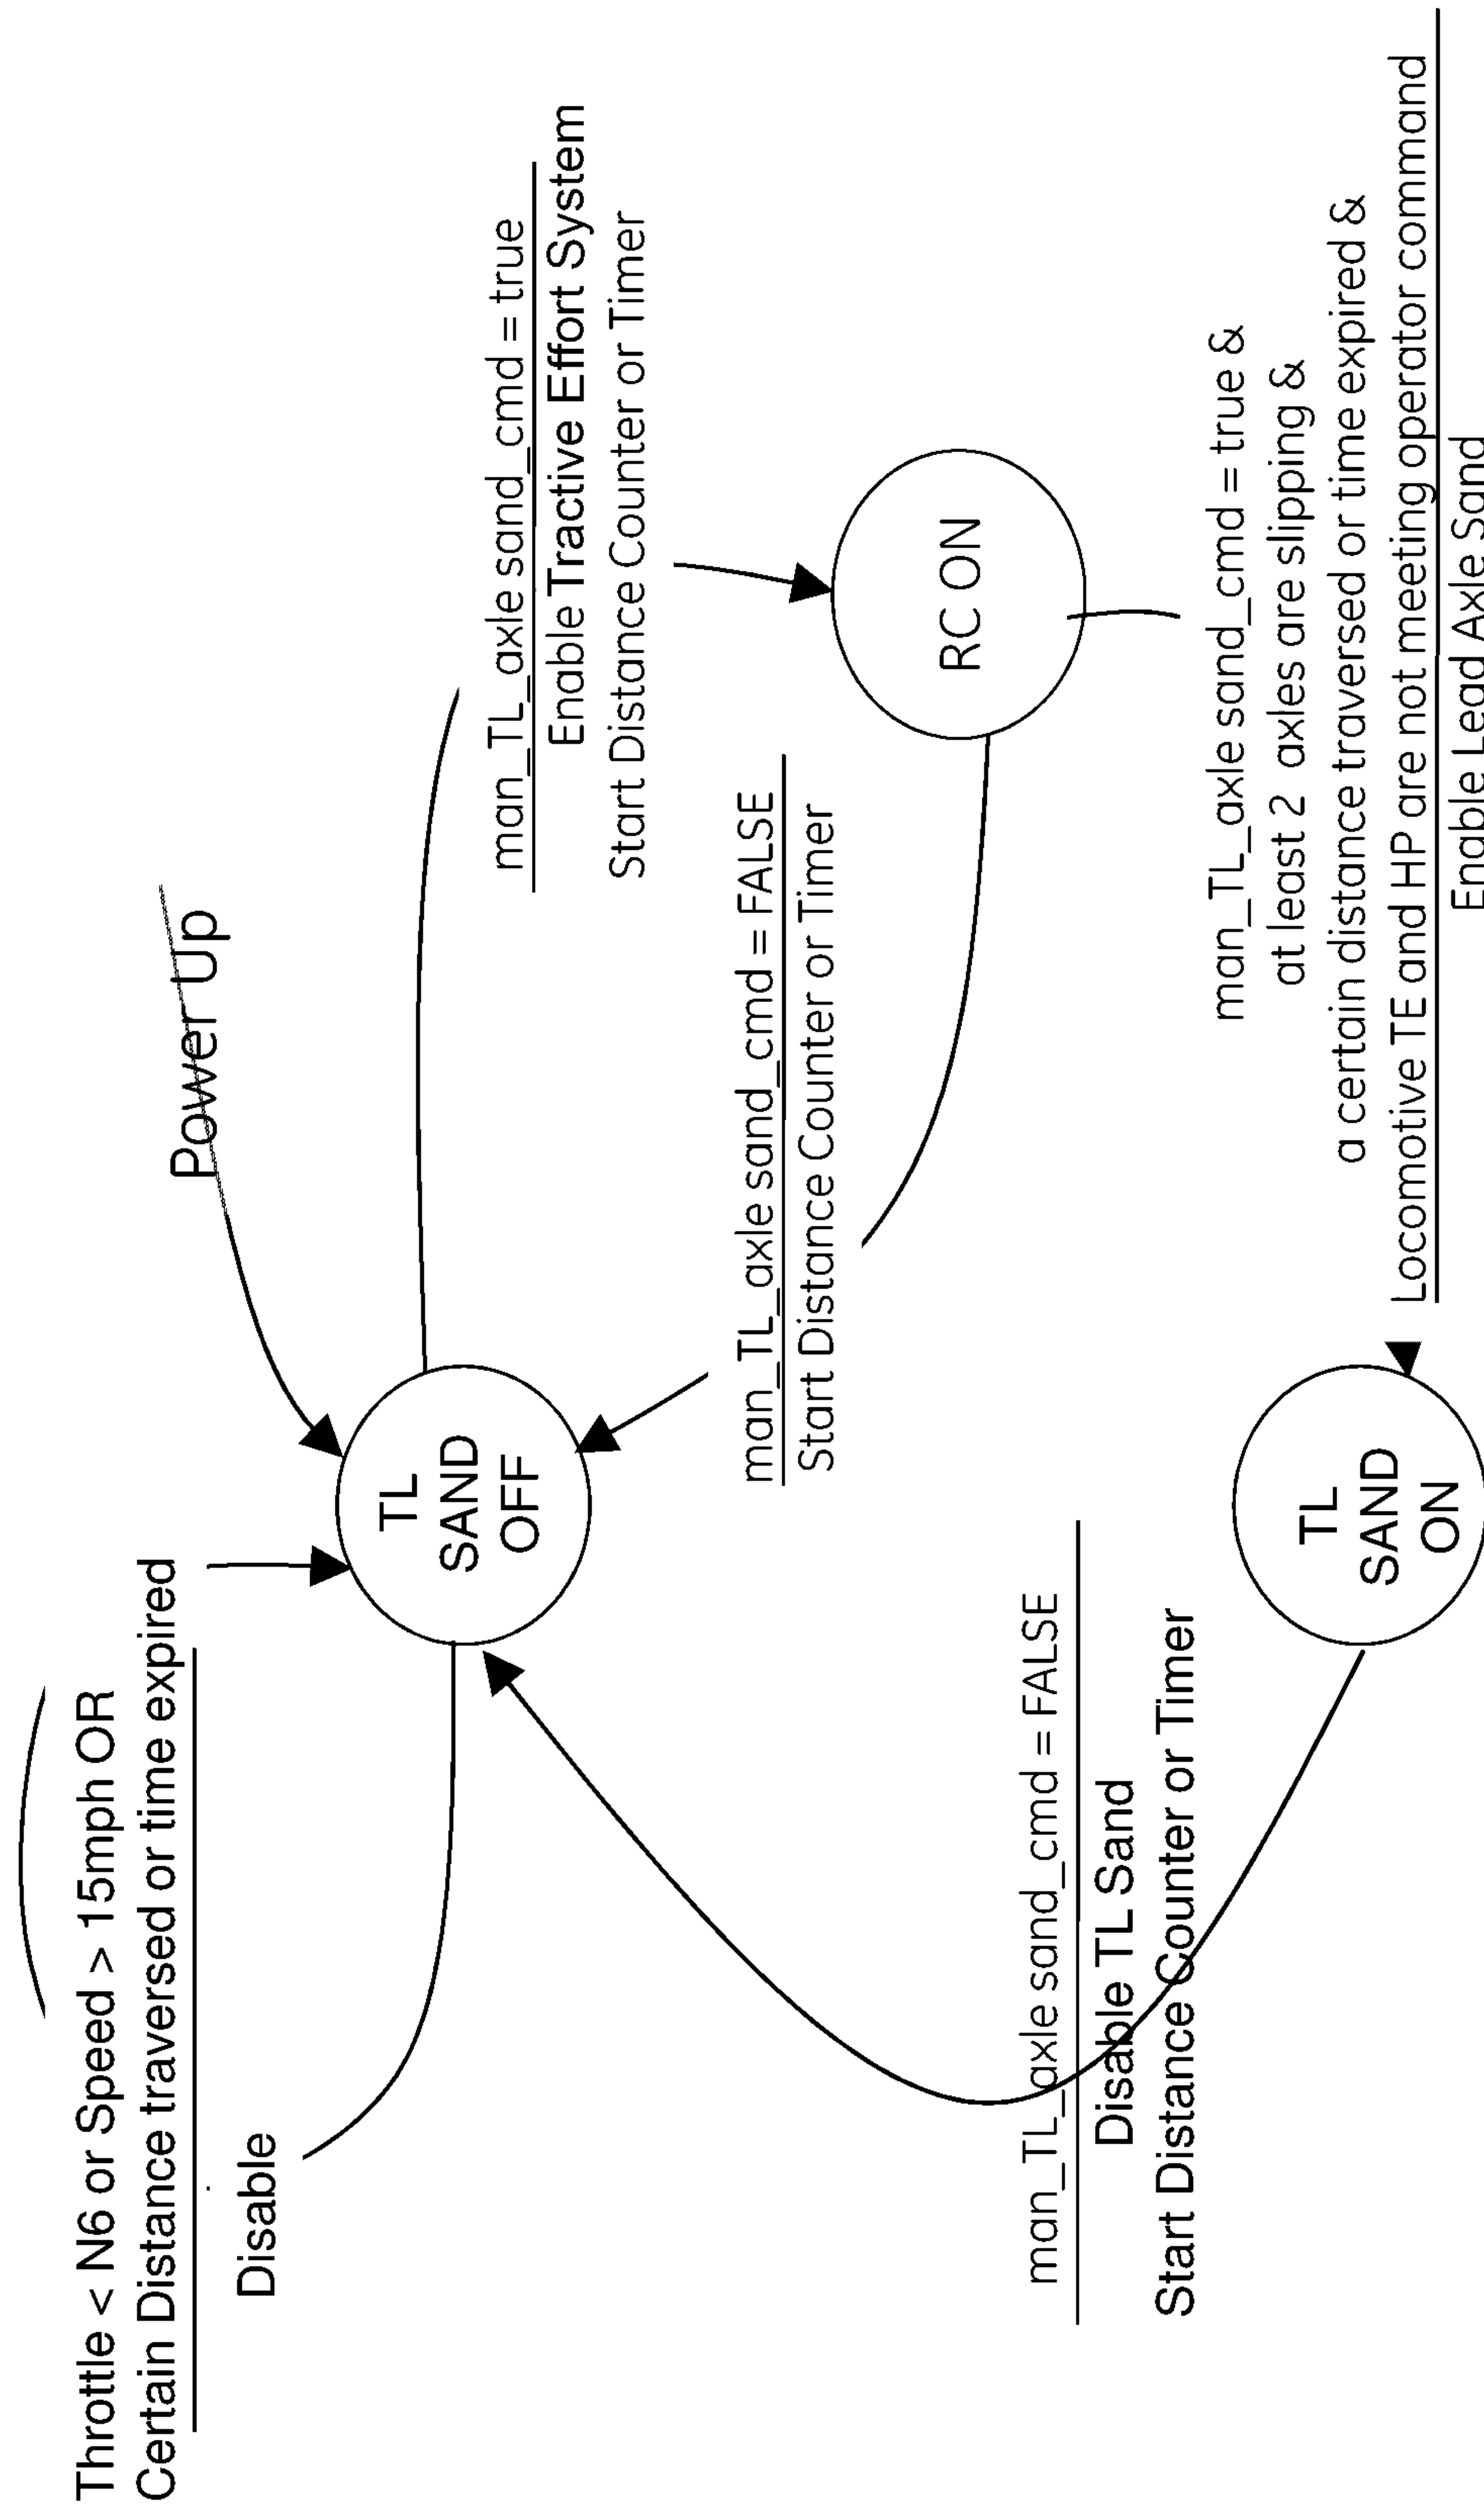 Throttle < N6 or Speed > 15mph OR
Certain Distance traversed or time expired
Disable
Power Up
TL
SAND
OFF
man_TL_axle sand_cmd = true
Enable Tractive Effort System
Start Distance Counter or Timer
man_TL_axle sand_cmd = FALSE
Start Distance Counter or Timer
RC ON
man_TL_axle sand_cmd = FALSE
Disable TL Sand
Start Distance Counter or Timer
man_TL_axle sand_cmd = true &
at least 2 axles are slipping &
a certain distance traversed or time expired &
Locomotive TE and HP are not meeting operator command
Enable Lead Axle Sand
TL
SAND
ON